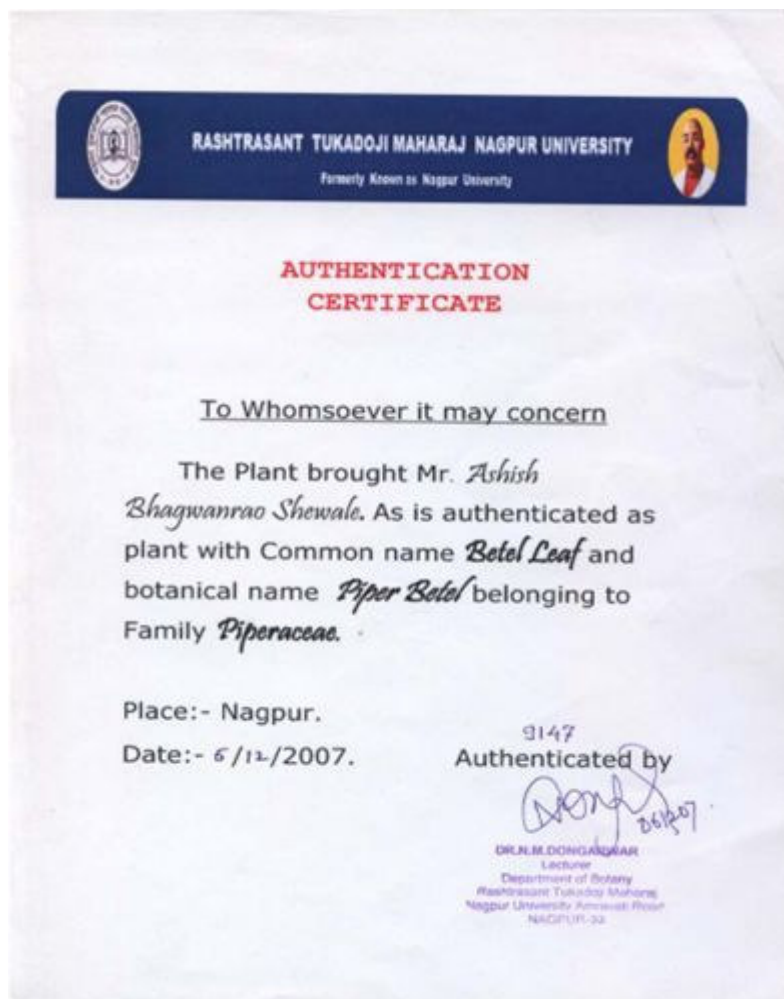 RASHTRASANT TUKADOJI MAHARAJ NAGPUR UNIVERSITY
Formerly Known as Nagpur University
AUTHENTICATION
CERTIFICATE
To Whomsoever it may concern
The Plant brought Mr. Ashish
Bhagwanrao Shewale. As is authenticated as
plant with Common name Betel Leaf and
botanical name Piper Betel belonging to
Family Piperaceae.
Place:- Nagpur.
Date:- 6/12/2007.
9147
Authenticated by
DR.N.M.DONGARWAR
Lecturer
Department of Botany
Rashtrasant Tukadoji Maharaj
Nagpur University Amravati Road
NAGPUR-33